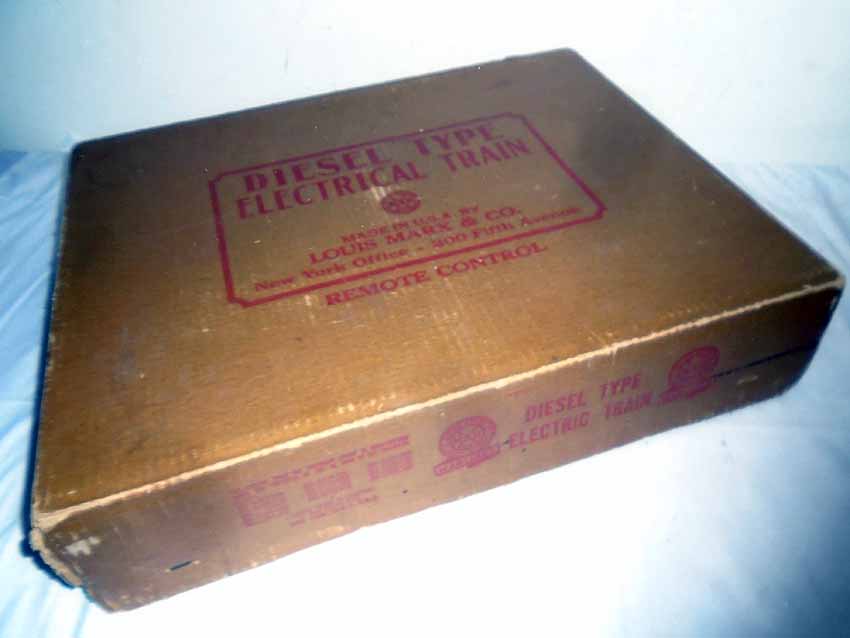 DIESEL TYPE
ELECTRICAL TRAIN
MADE IN U.S.A. BY
LOUIS MARX & CO.
New York Office - 200 Fifth Avenue
REMOTE CONTROL
DIESEL TYPE
ELECTRIC TRAIN